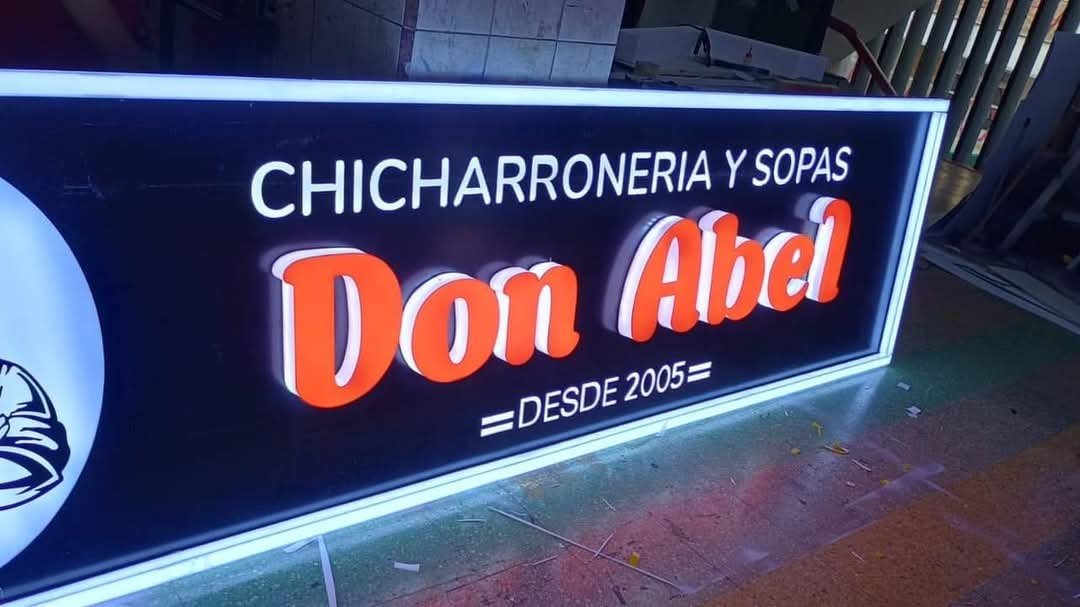 CHICHARRONERIA Y SOPAS
Don Abel
=DESDE 2005=